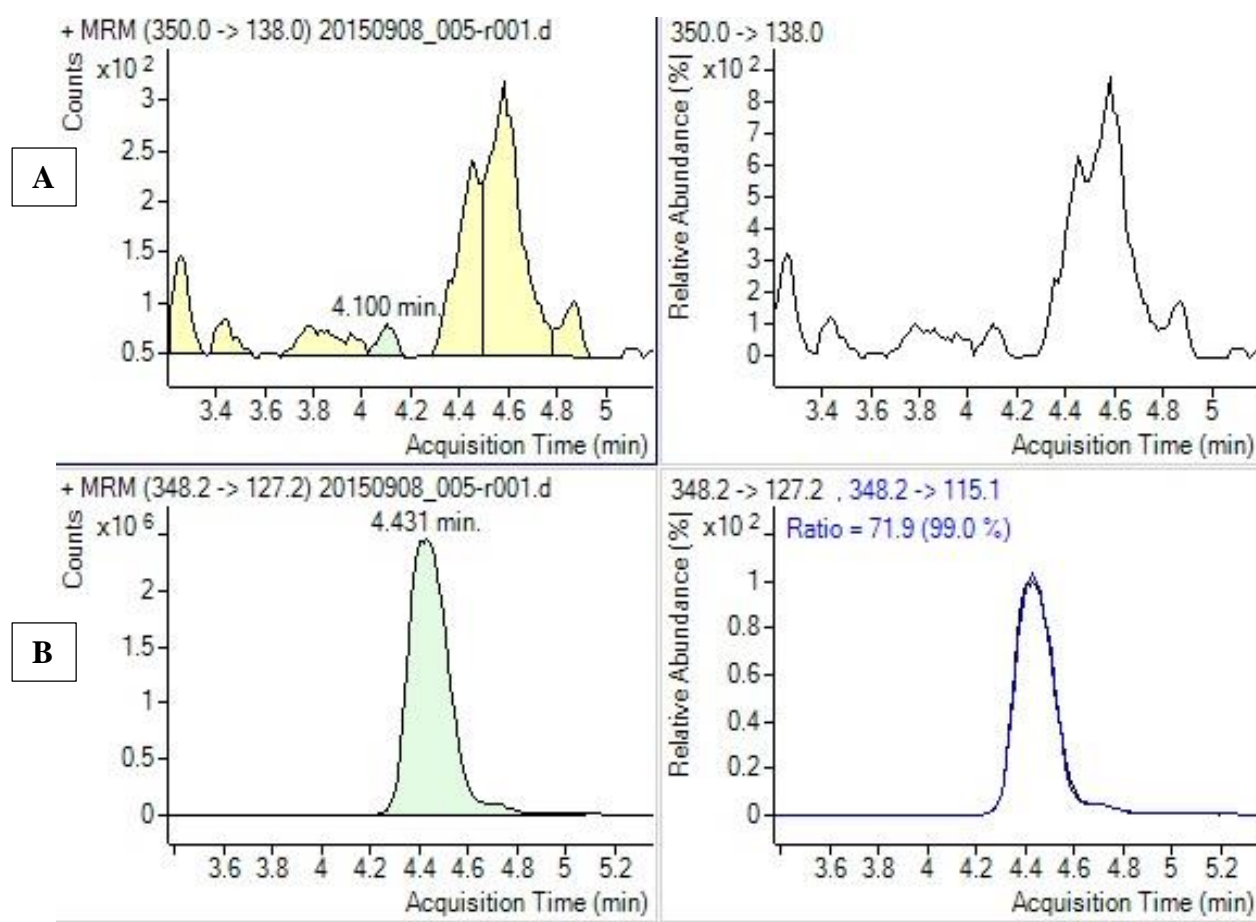 + MRM (350.0 -> 138.0) 20150908_005-r001.d
Counts
x10 2
3
2.5
2
1.5
1
0.5
4.100 min.
3.4 3.6 3.8 4 4.2 4.4 4.6 4.8 5
Acquisition Time (min)
350.0 -> 138.0
Relative Abundance (%)
x10 2
8
7
6
5
4
3
2
1
0
3.4 3.6 3.8 4 4.2 4.4 4.6 4.8 5
Acquisition Time (min)
A
+ MRM (348.2 -> 127.2) 20150908_005-r001.d
Counts
x10 6
4.431 min.
2
1.5
1
0.5
0
3.6 3.8 4 4.2 4.4 4.6 4.8 5 5.2
Acquisition Time (min)
348.2 -> 127.2 , 348.2 -> 115.1
Relative Abundance (%)
x10 2
Ratio = 71.9 (99.0 %)
1
0.8
0.6
0.4
0.2
0
3.6 3.8 4 4.2 4.4 4.6 4.8 5 5.2
Acquisition Time (min)
B